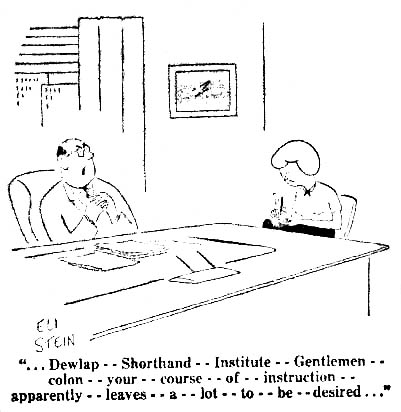 ELI
STEIN
"... Dewlap - - Shorthand - - Institute - - Gentlemen - -
colon - - your - - course - - of - - instruction - -
apparently - - leaves - - a - - lot - - to - - be - - desired ..."